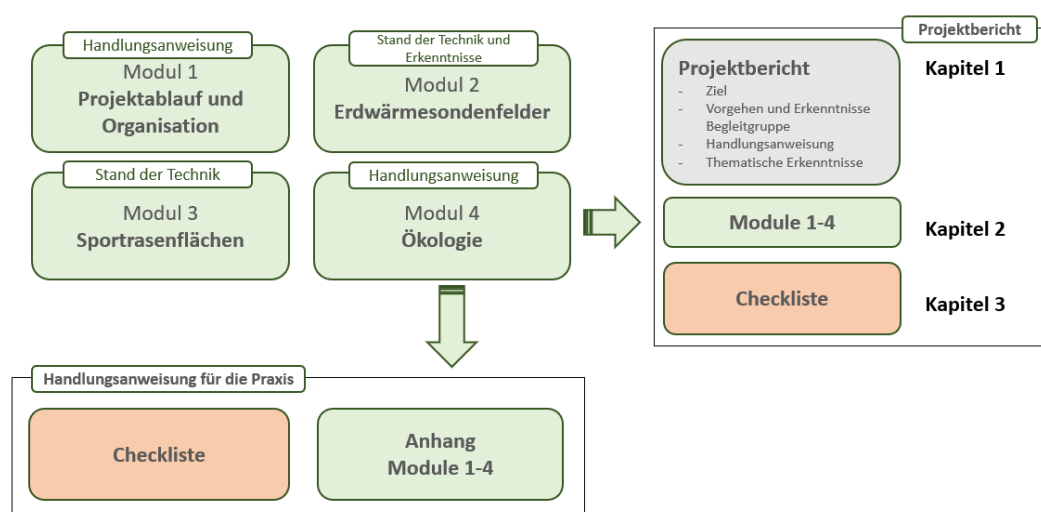 Handlungsanweisung
Modul 1
Projektablauf und
Organisation
Stand der Technik und
Erkenntnisse
Modul 2
Erdwärmesondenfelder
Stand der Technik
Modul 3
Sportrasenflächen
Handlungsanweisung
Modul 4
Ökologie
Projektbericht
Projektbericht
- Ziel
- Vorgehen und Erkenntnisse
Begleitgruppe
- Handlungsanweisung
- Thematische Erkenntnisse
Kapitel 1
Module 1-4
Kapitel 2
Checkliste
Kapitel 3
Handlungsanweisung für die Praxis
Checkliste
Anhang
Module 1-4